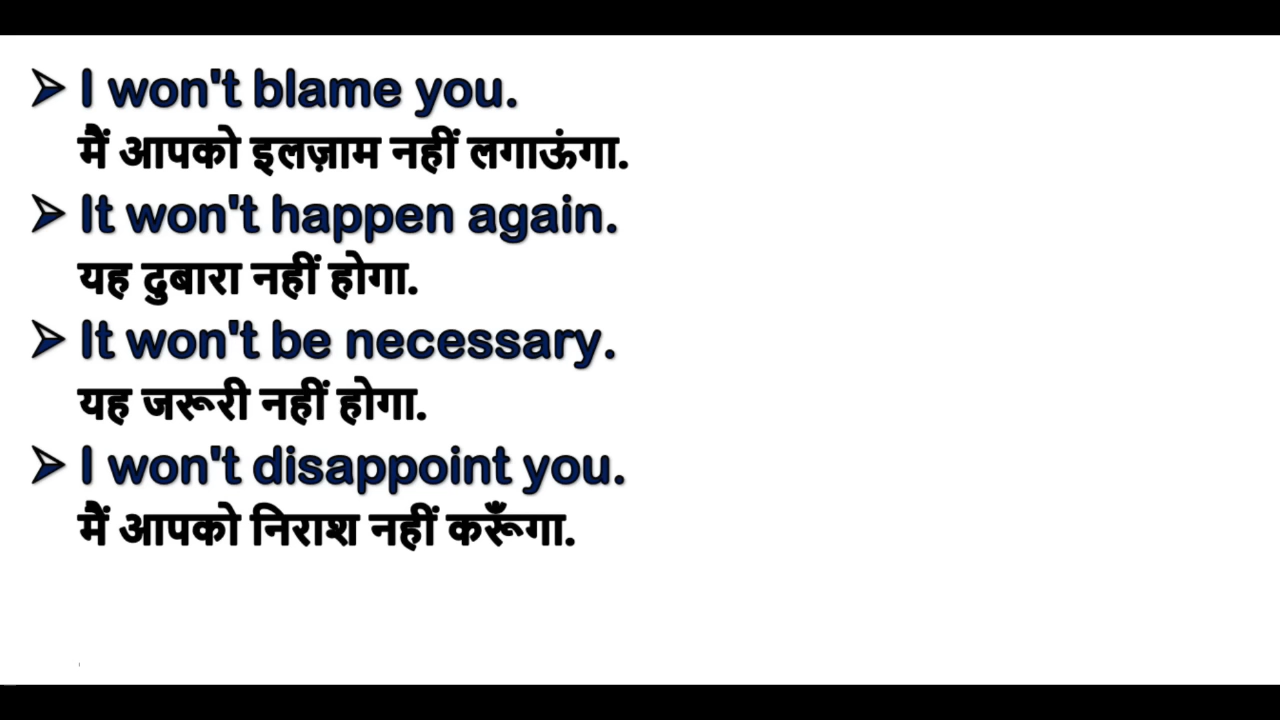 ➢ I won't blame you.
मैं आपको इलज़ाम नहीं लगाऊंगा.
➢ It won't happen again.
यह दुबारा नहीं होगा.
➢ It won't be necessary.
यह जरूरी नहीं होगा.
➢ I won't disappoint you.
मैं आपको निराश नहीं करूँगा.